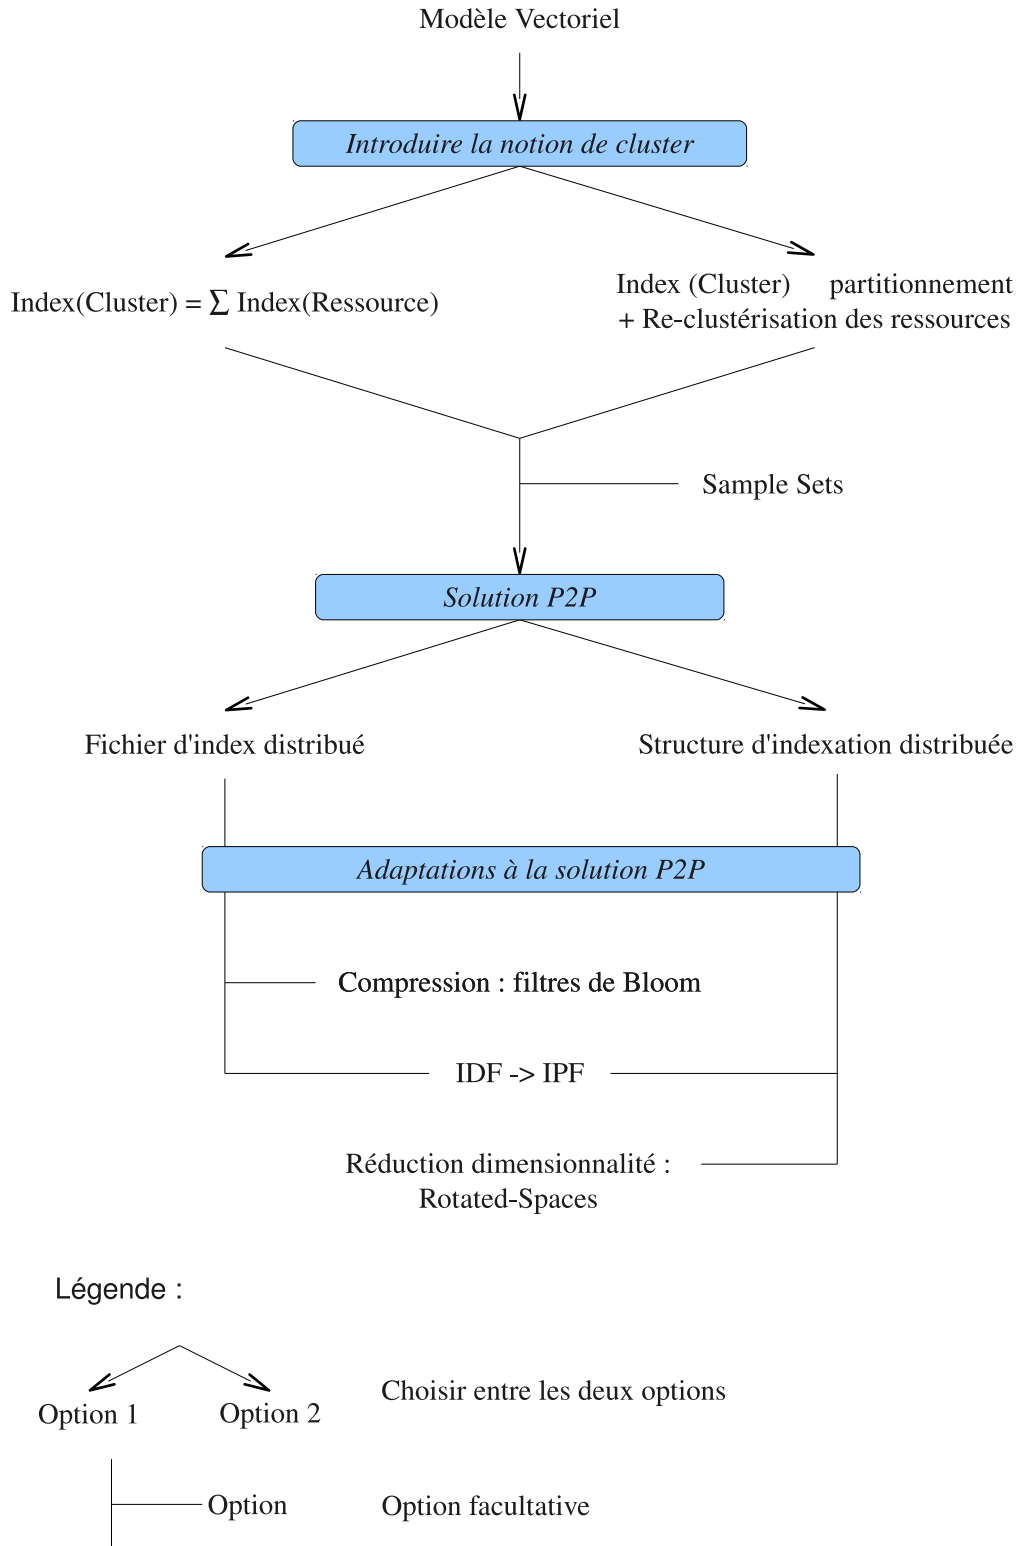 Modèle Vectoriel
Introduire la notion de cluster
Index(Cluster) = ∑ Index(Ressource)
Index (Cluster) partitionnement
+ Re-clustérisation des ressources
Sample Sets
Solution P2P
Fichier d'index distribué
Structure d'indexation distribuée
Adaptations à la solution P2P
Compression : filtres de Bloom
IDF -> IPF
Réduction dimensionnalité :
Rotated-Spaces
Légende :
Option 1
Option 2
Choisir entre les deux options
Option
Option facultative